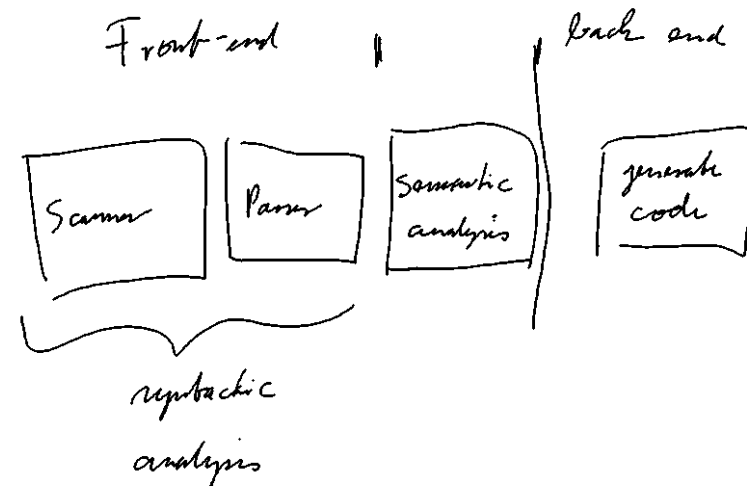 Front-end
back end
Scanner
Parser
Semantic
analysis
generate
code
syntactic
analysis